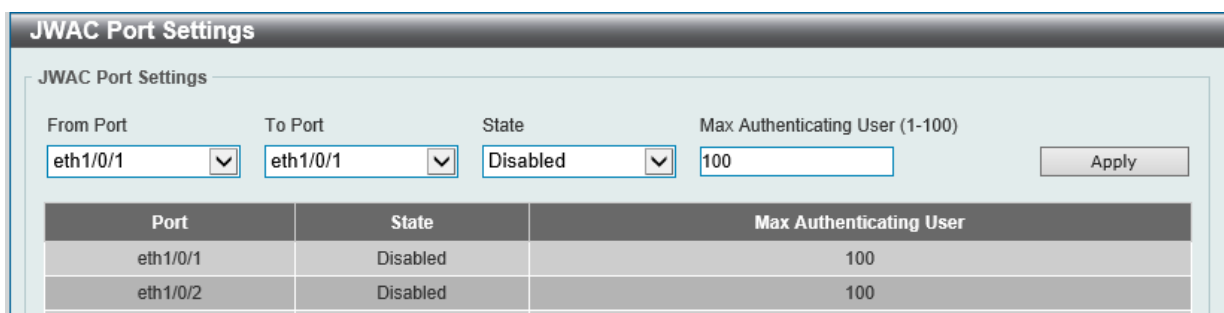 JWAC Port Settings
JWAC Port Settings
From Port To Port State Max Authenticating User (1-100)
eth1/0/1 eth1/0/1 Disabled 100 Apply
Port State Max Authenticating User
eth1/0/1 Disabled 100
eth1/0/2 Disabled 100